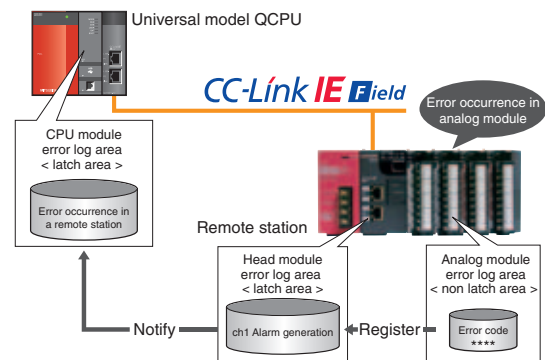 Universal model QCPU
CC-Link IE Field
Error occurrence in
analog module
CPU module
error log area
< latch area >
Error occurrence in
a remote station
Remote station
Head module
error log area
< latch area >
Analog module
error log area
< non latch area >
Notify
ch1 Alarm generation
Register
Error code
****